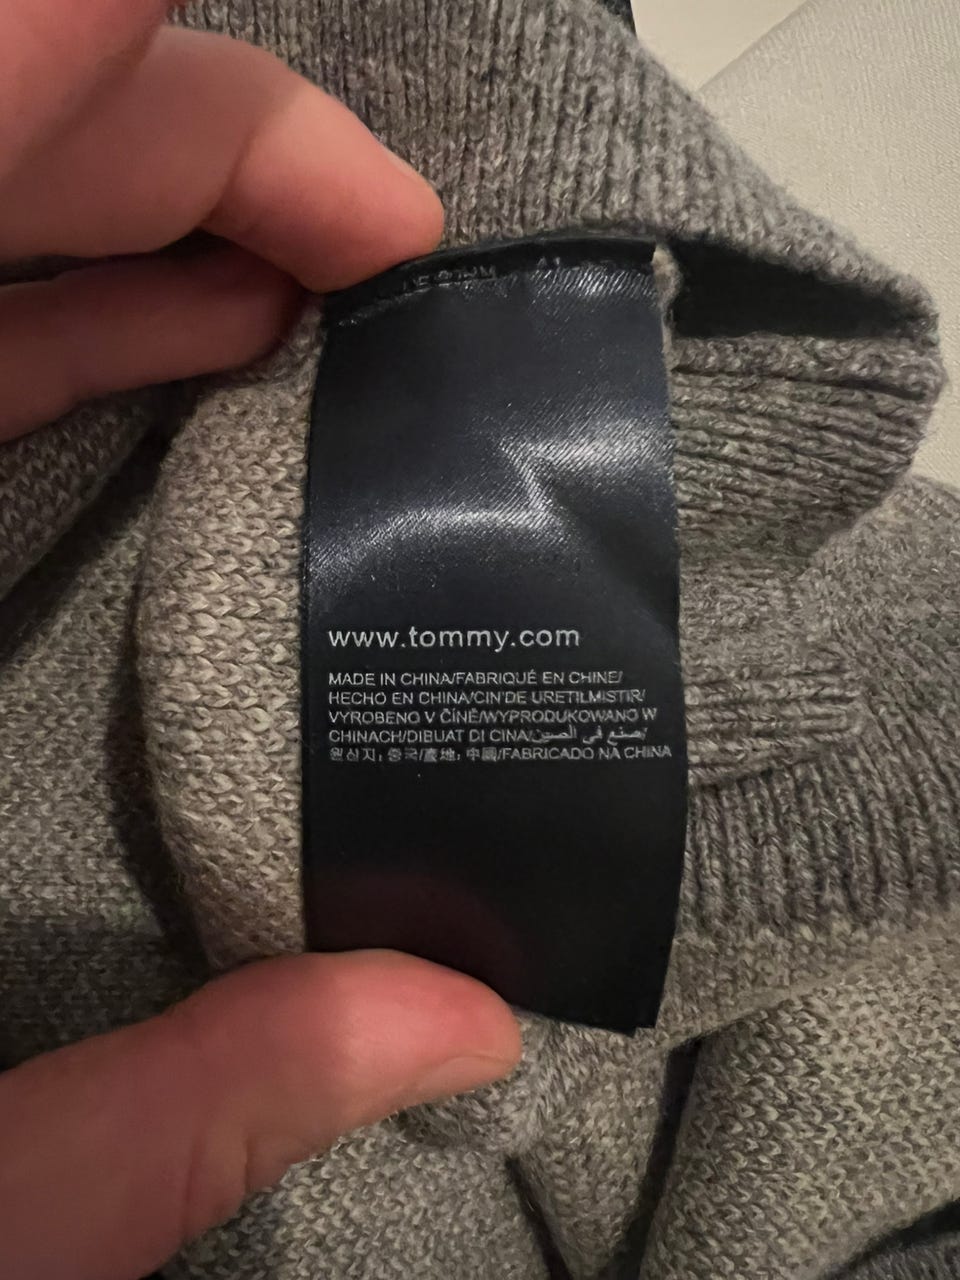 www.tommy.com
MADE IN CHINA/FABRIQUÉ EN CHINE/
HECHO EN CHINA/CIN'DE URETILMISTIR/
VYROBENO V ČÍNĚ/WYPRODUKOWANO W
CHINACH/DIBUAT DI CINA/صنع في الصين/
원산지: 중국/產地: 中國/FABRICADO NA CHINA